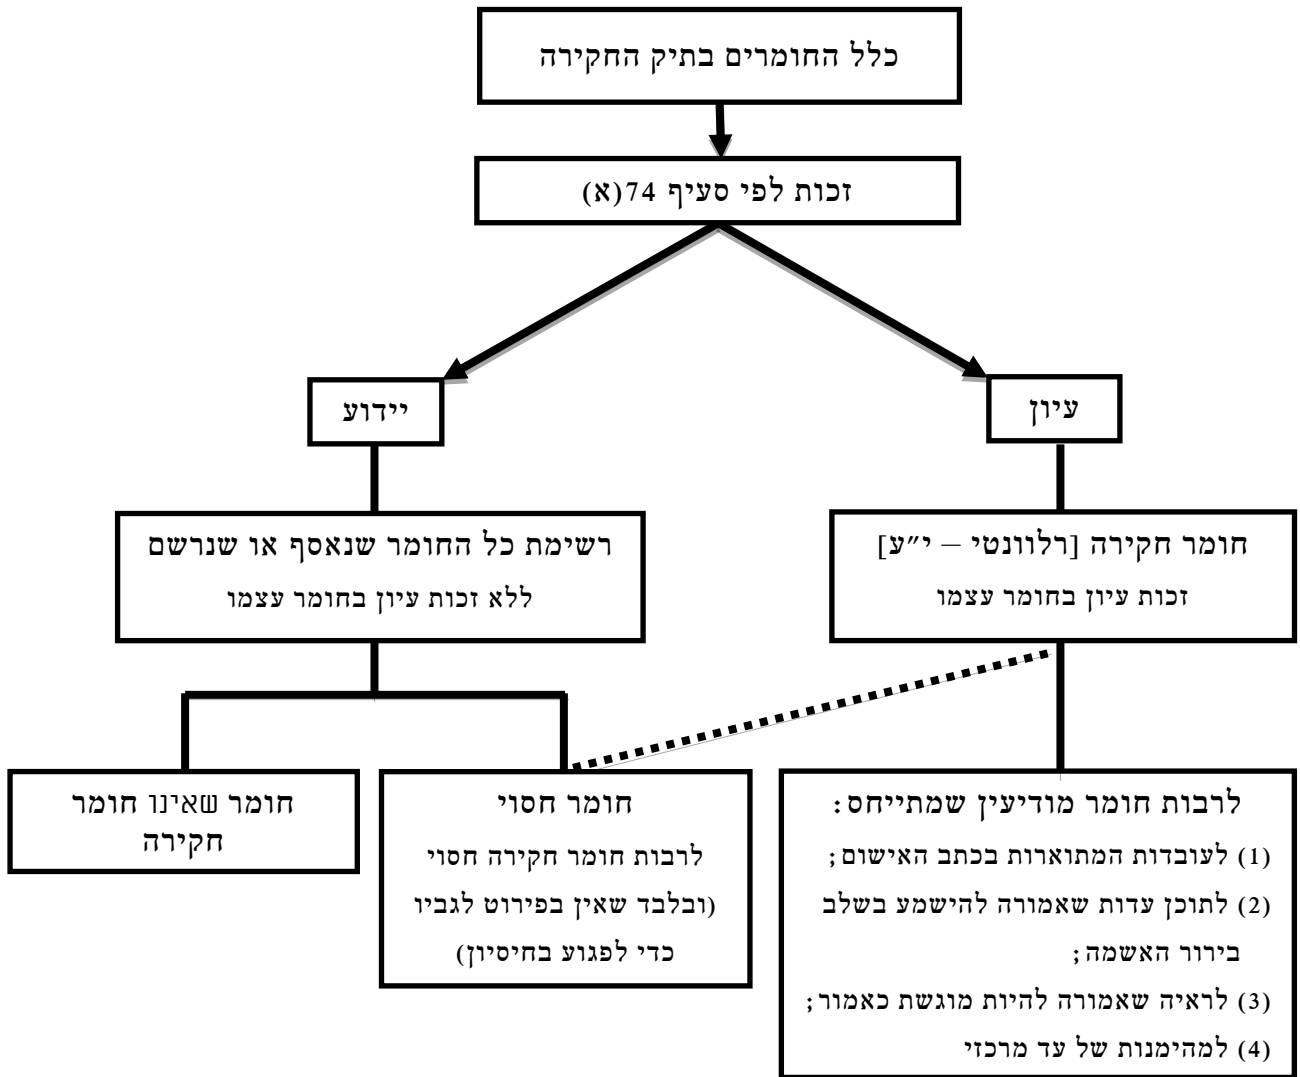 כלל החומרים בתיק החקירה
זכות לפי סעיף 74(א)
עיון
יידוע
חומר חקירה [רלוונטי – י״ע]
זכות עיון בחומר עצמו
רשימת כל החומר שנאסף או שנרשם
ללא זכות עיון בחומר עצמו
לרבות חומר מודיעין שמתייחס:
(1) לעובדות המתוארות בכתב האישום;
(2) לתוכן עדות שאמורה להישמע בשלב
בירור האשמה;
(3) לראיה שאמורה להיות מוגשת כאמור;
(4) למהימנות של עד מרכזי
חומר חסוי
לרבות חומר חקירה חסוי
(ובלבד שאין בפירוט לגביו
כדי לפגוע בחיסיון)
חומר שאינו חומר
חקירה